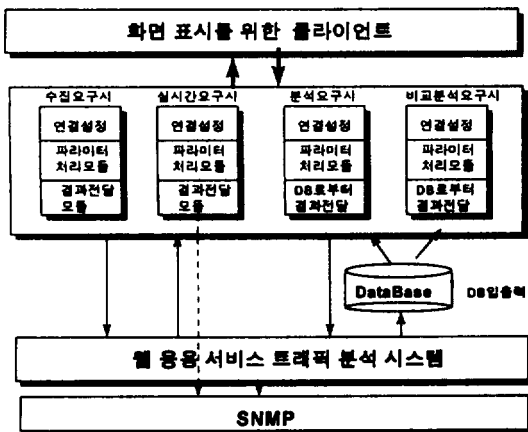 화면 표시를 위한 클라이언트
수집요구시
연결설정
파라미터
처리모듈
결과전달
모듈
실시간요구시
연결설정
파라미터
처리모듈
결과전달
모듈
분석요구시
연결설정
파라미터
처리모듈
DB로부터
결과전달
비교분석요구시
연결설정
파라미터
처리모듈
DB로부터
결과전달
DataBase
DB입출력
웹 응용 서비스 트래픽 분석 시스템
SNMP